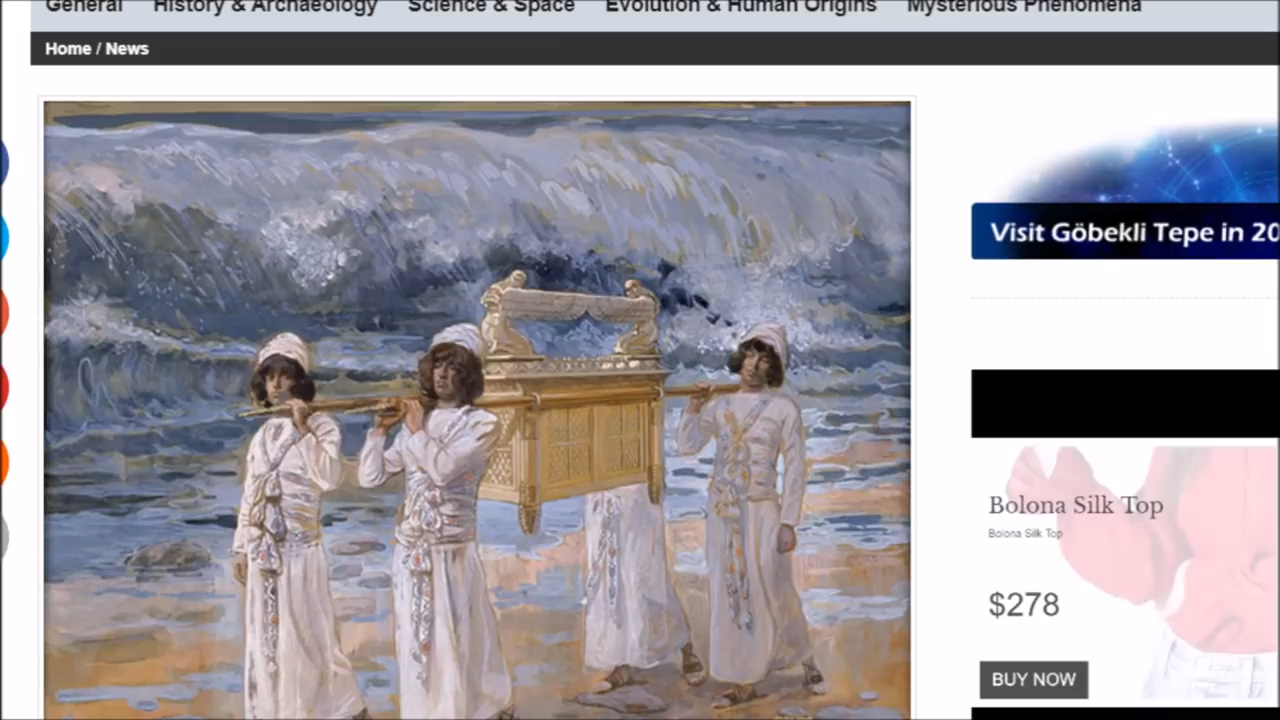 General History & Archaeology Science & Space Evolution & Human Origins Mysterious Phenomena
Home / News
Visit Göbekli Tepe in 20
Bolona Silk Top
Bolona Silk Top
$278
BUY NOW